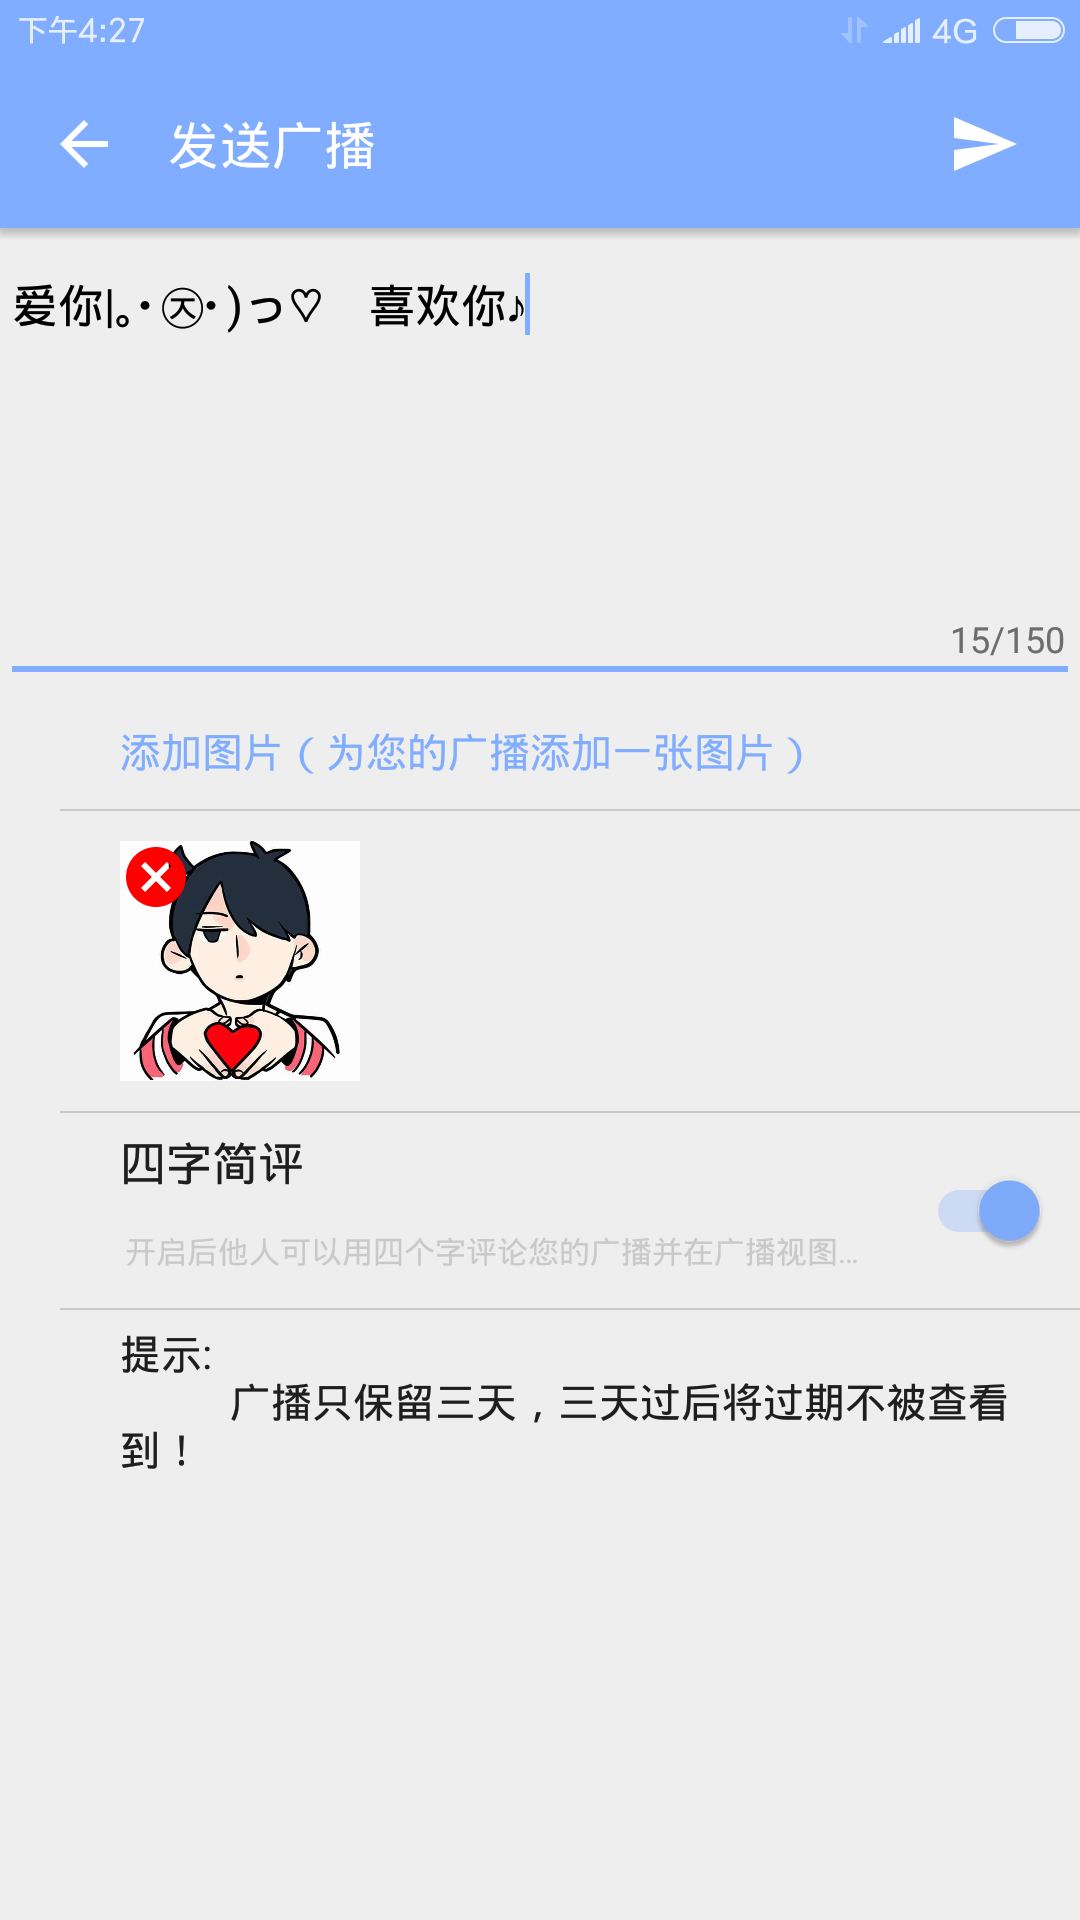 下午4:27
4G
发送广播
爱你|｡･㉨･)っ♡　喜欢你♪
15/150
添加图片（为您的广播添加一张图片）
四字简评
开启后他人可以用四个字评论您的广播并在广播视图...
提示:
广播只保留三天，三天过后将过期不被查看
到！